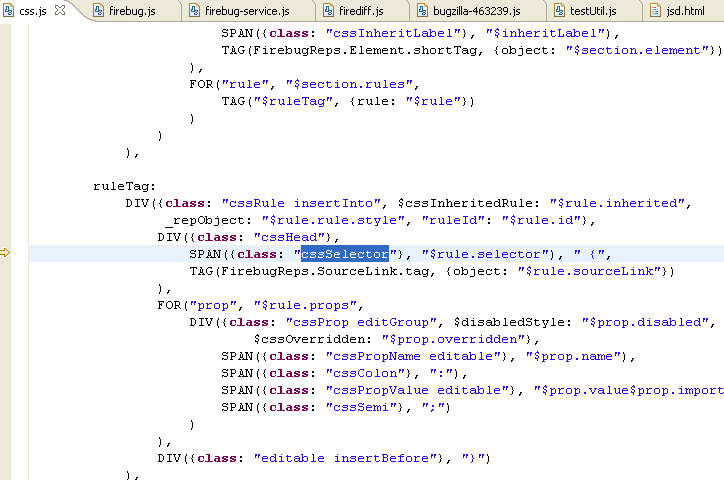 css.js firebug.js firebug-service.js firediff.js bugzilla-463239.js testUtil.js jsd.html
SPAN({class: "cssInheritLabel"}, "$inheritLabel"),
TAG(FirebugReps.Element.shortTag, {object: "$section.element"})
),
FOR("rule", "$section.rules",
TAG("$ruleTag", {rule: "$rule"})
)
)
),
ruleTag:
DIV({class: "cssRule insertInto", $cssInheritedRule: "$rule.inherited",
_repObject: "$rule.rule.style", "ruleId": "$rule.id"},
DIV({class: "cssHead"},
SPAN({class: "cssSelector"}, "$rule.selector"), " {",
TAG(FirebugReps.SourceLink.tag, {object: "$rule.sourceLink"})
),
FOR("prop", "$rule.props",
DIV({class: "cssProp editGroup", $disabledStyle: "$prop.disabled",
$cssOverridden: "$prop.overridden"},
SPAN({class: "cssPropName editable"}, "$prop.name"),
SPAN({class: "cssColon"}, ":"),
SPAN({class: "cssPropValue editable"}, "$prop.value$prop.import
SPAN({class: "cssSemi"}, ";")
)
),
DIV({class: "editable insertBefore"}, "}")
),